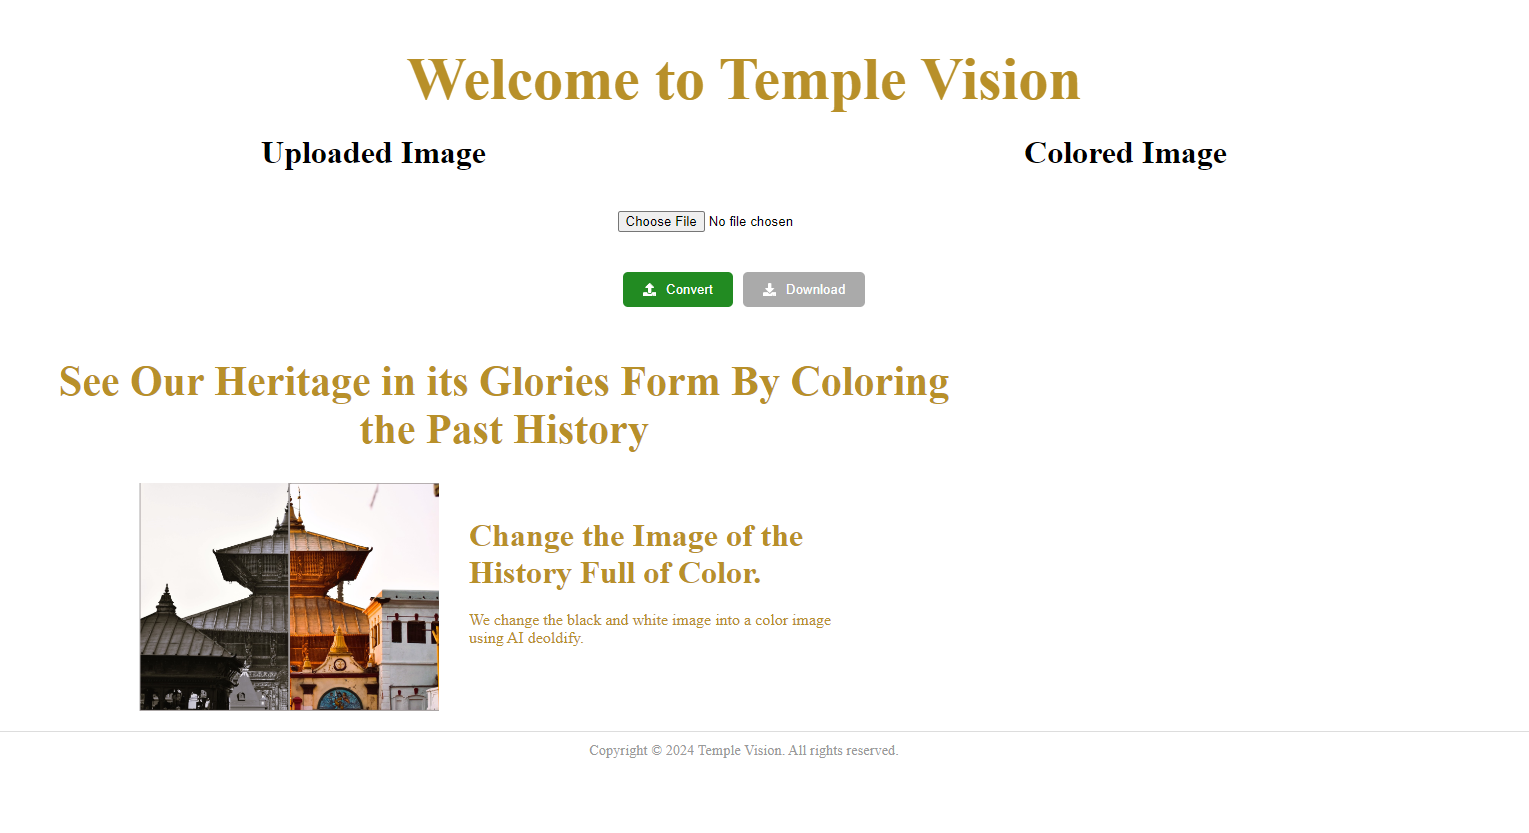 Welcome to Temple Vision
Uploaded Image
Colored Image
Choose File No file chosen
Convert
Download
See Our Heritage in its Glories Form By Coloring
the Past History
Change the Image of the
History Full of Color.
We change the black and white image into a color image
using AI deoldify.
Copyright © 2024 Temple Vision. All rights reserved.